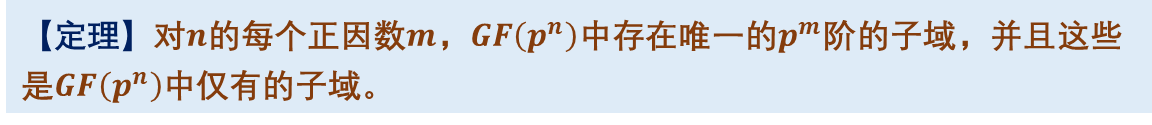 【定理】对n的每个正因数m，GF(pⁿ)中存在唯一的pᵐ阶的子域，并且这些
是GF(pⁿ)中仅有的子域。